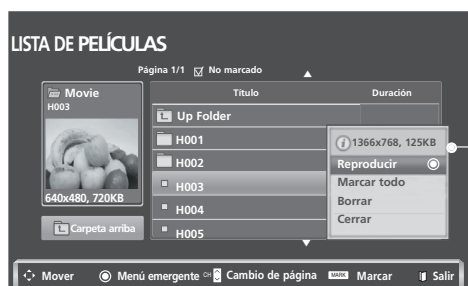 LISTA DE PELÍCULAS
Página 1/1 No marcado
Movie
H003
640x480, 720KB
Carpeta arriba
Título Duración
Up Folder
H001
H002
H003
H004
H005
1366x768, 125KB
Reproducir
Marcar todo
Borrar
Cerrar
Mover Menú emergente CH Cambio de página MARK Marcar Salir